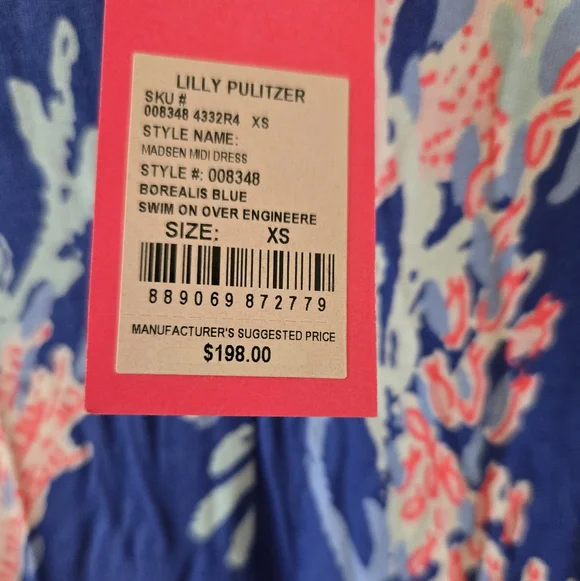 LILLY PULITZER
SKU #
008348 4332R4 XS
STYLE NAME:
MADSEN MIDI DRESS
STYLE #: 008348
BOREALIS BLUE
SWIM ON OVER ENGINEERE
SIZE: XS
889069 872779
MANUFACTURER'S SUGGESTED PRICE
$198.00